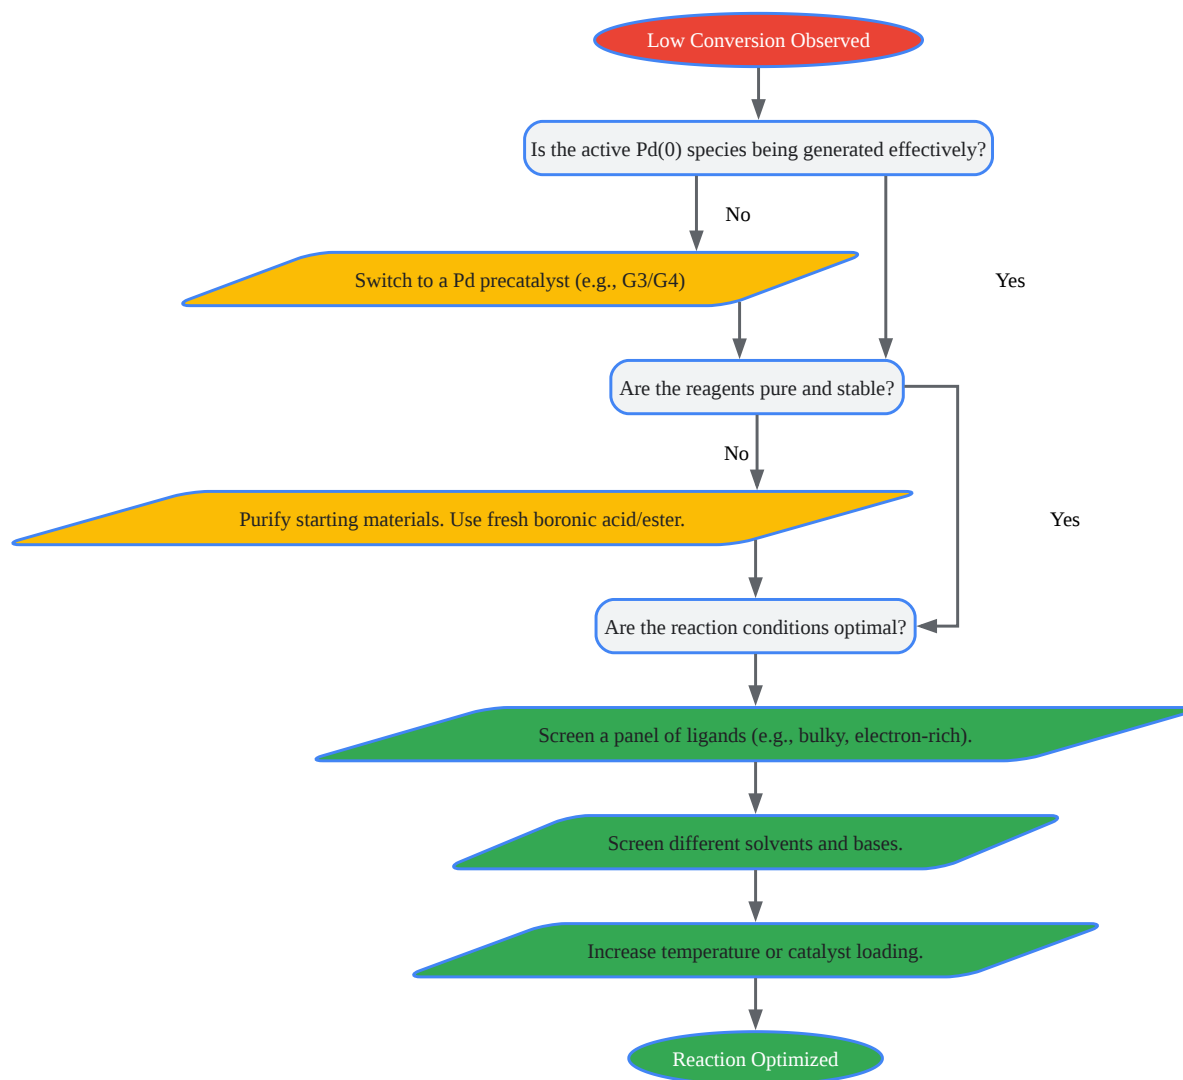 Low Conversion Observed
Is the active Pd(0) species being generated effectively?
No
Switch to a Pd precatalyst (e.g., G3/G4)
Yes
Are the reagents pure and stable?
No
Purify starting materials. Use fresh boronic acid/ester.
Yes
Are the reaction conditions optimal?
Screen a panel of ligands (e.g., bulky, electron-rich).
Screen different solvents and bases.
Increase temperature or catalyst loading.
Reaction Optimized